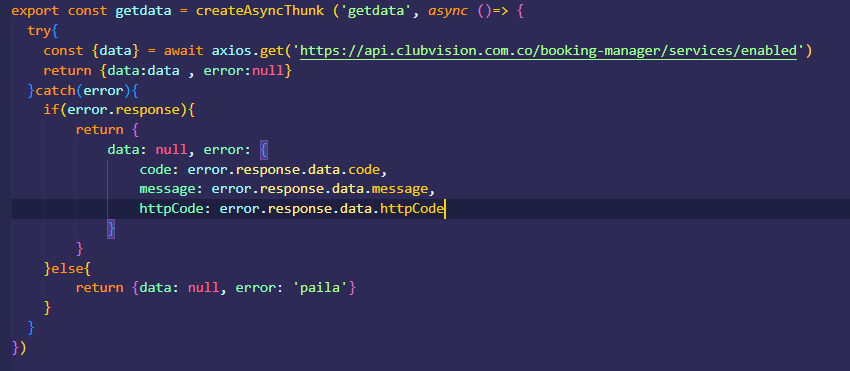 export const getdata = createAsyncThunk ('getdata', async ()=> {
try{
const {data} = await axios.get('https://api.clubvision.com.co/booking-manager/services/enabled')
return {data:data , error:null}
}catch(error){
if(error.response){
return {
data: null, error: {
code: error.response.data.code,
message: error.response.data.message,
httpCode: error.response.data.httpCode
}
}
}else{
return {data: null, error: 'paila'}
}
}
})